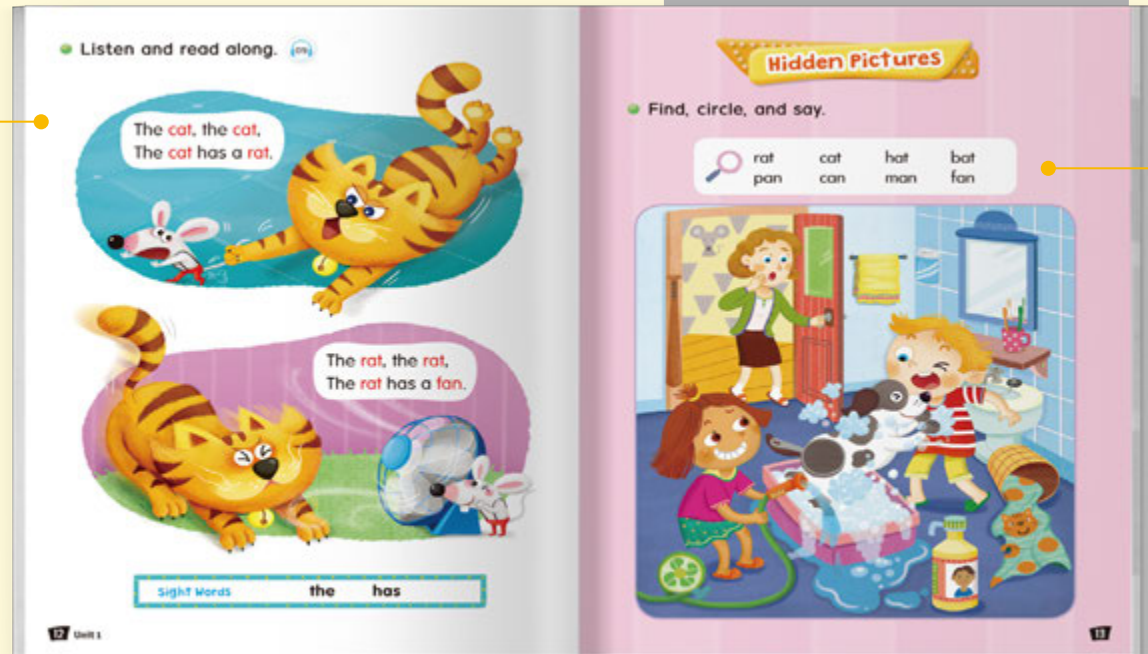 Listen and read along. 09
The cat, the cat,
The cat has a rat.
The rat, the rat,
The rat has a fan.
Sight Words the has
12 Unit 1
Hidden Pictures
Find, circle, and say.
rat cat hat bat
pan can man fan
13